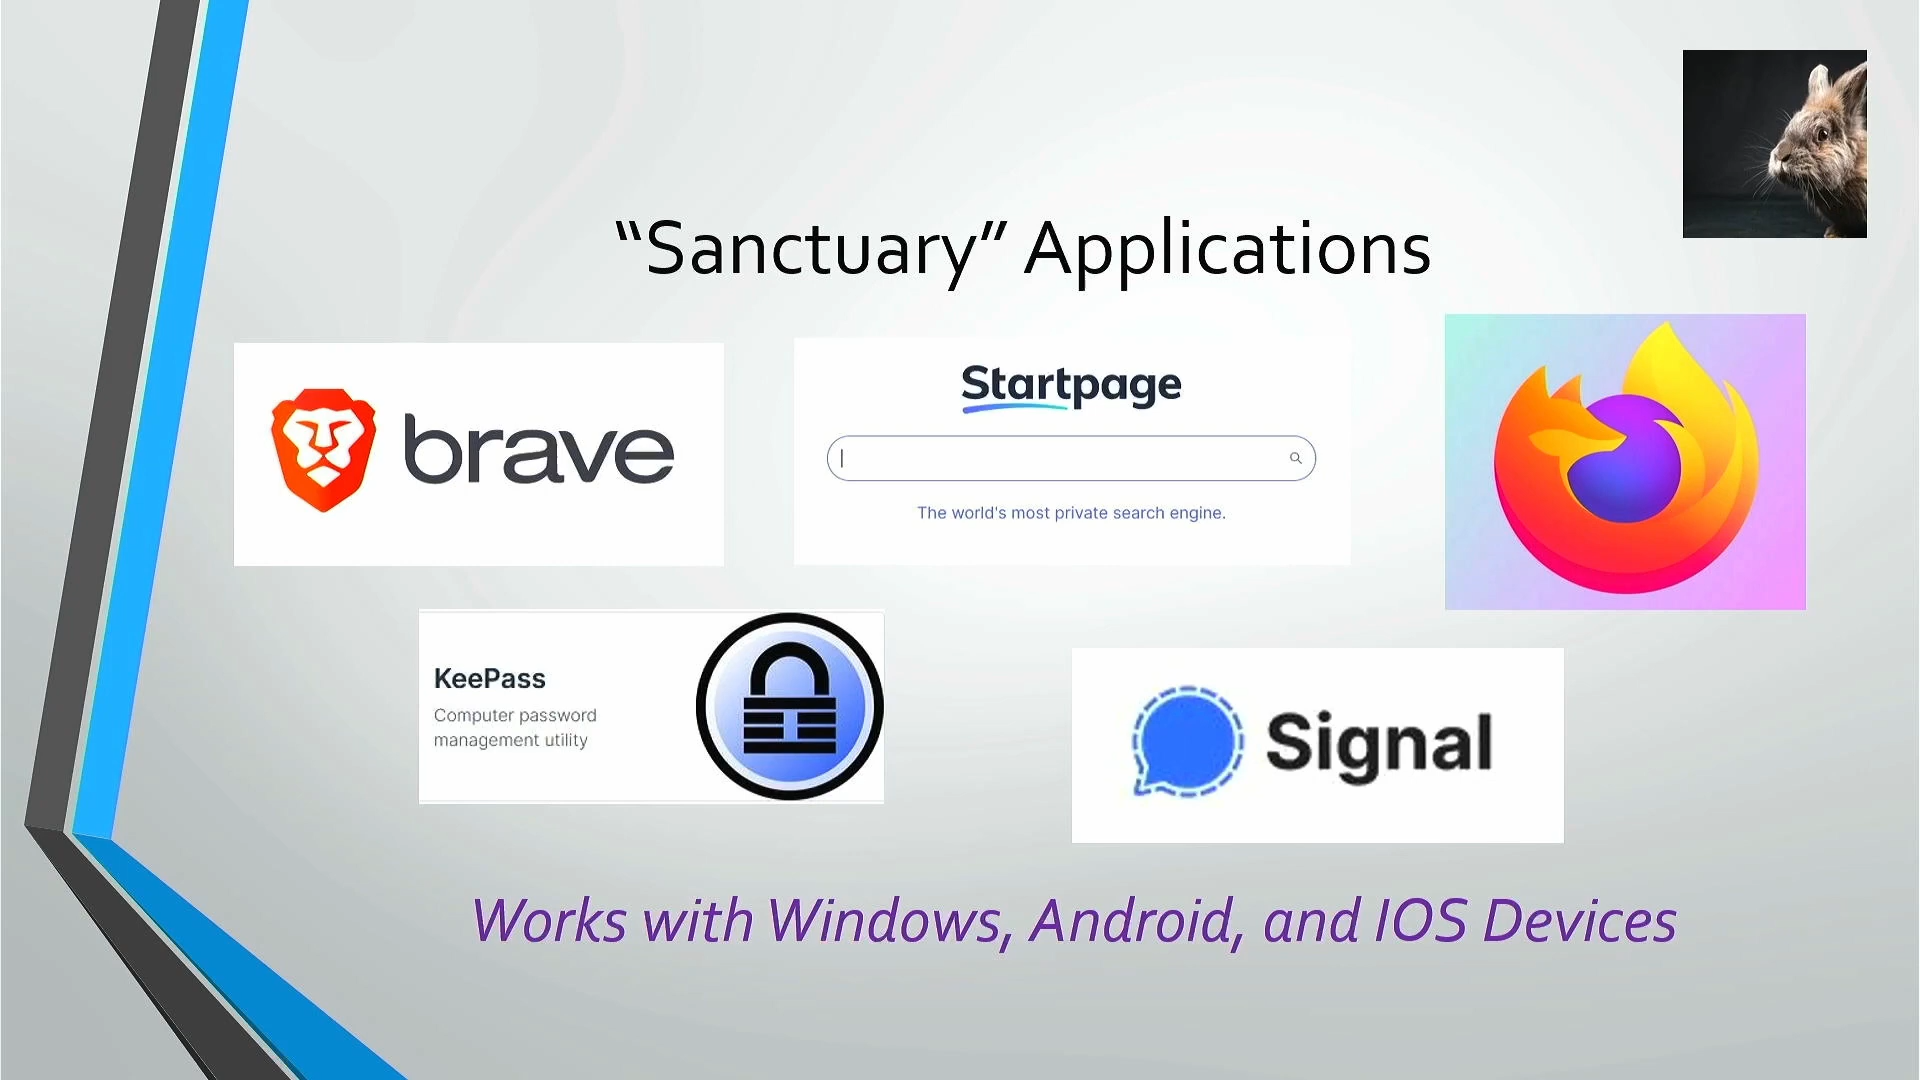 “Sanctuary” Applications
brave
Startpage
The world's most private search engine.
KeePass
Computer password
management utility
Signal
Works with Windows, Android, and IOS Devices